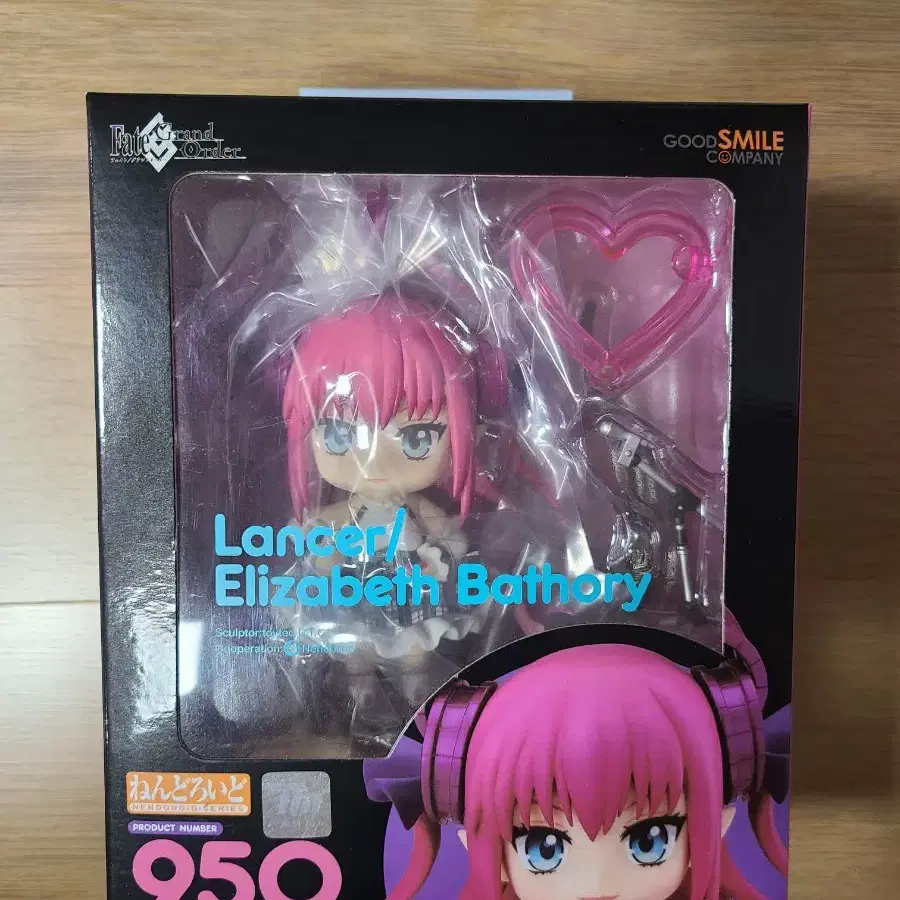 Fate Grand
Order
GOOD SMILE
COMPANY
Lancer/
Elizabeth Bathory
ねんどろいど
NENDOROID SERIES
PRODUCT NUMBER
950